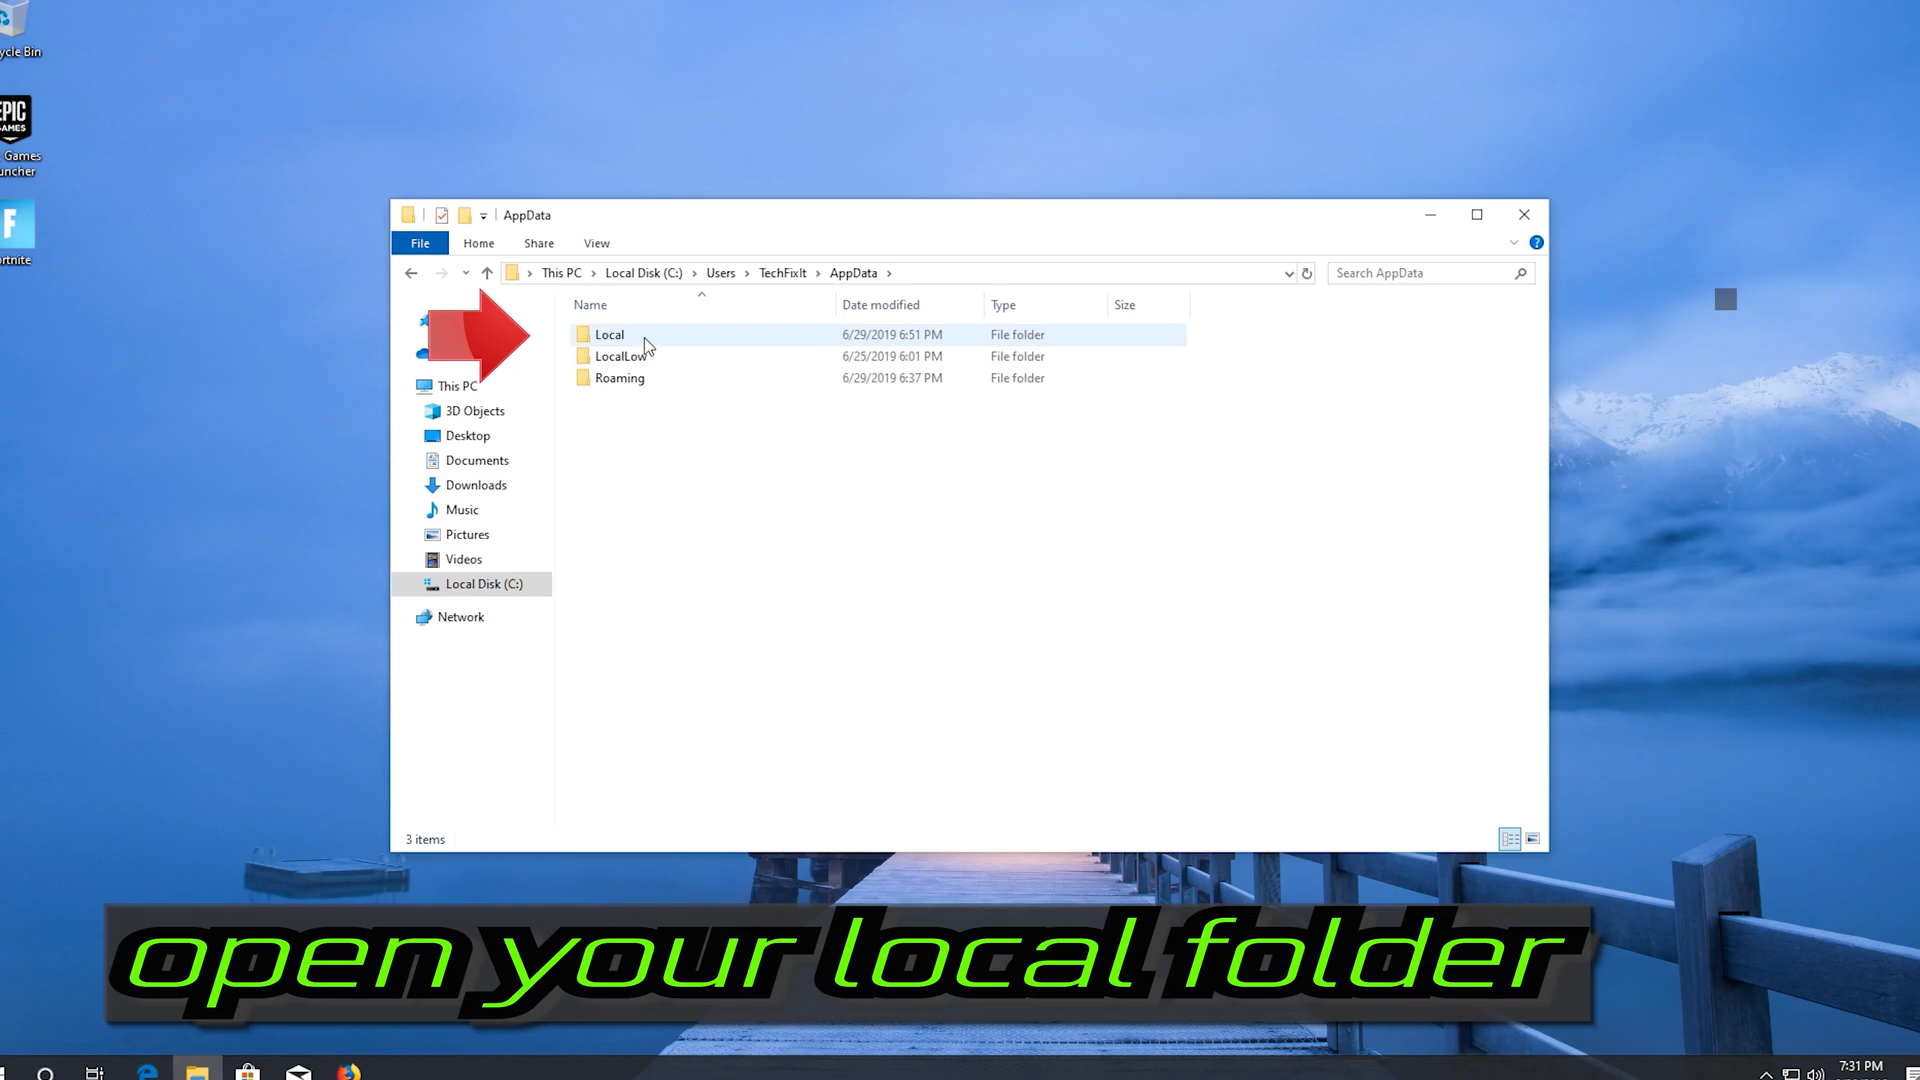 ycle Bin
EPIC
GAMES
Games
uncher
F
ortnite
AppData
File
Home
Share
View
This PC
Local Disk (C:)
Users
TechFixIt
AppData
Search AppData
Name
Date modified
Type
Size
Local
6/29/2019 6:51 PM
File folder
LocalLow
6/25/2019 6:01 PM
File folder
Roaming
6/29/2019 6:37 PM
File folder
This PC
3D Objects
Desktop
Documents
Downloads
Music
Pictures
Videos
Local Disk (C:)
Network
3 items
open your local folder
7:31 PM